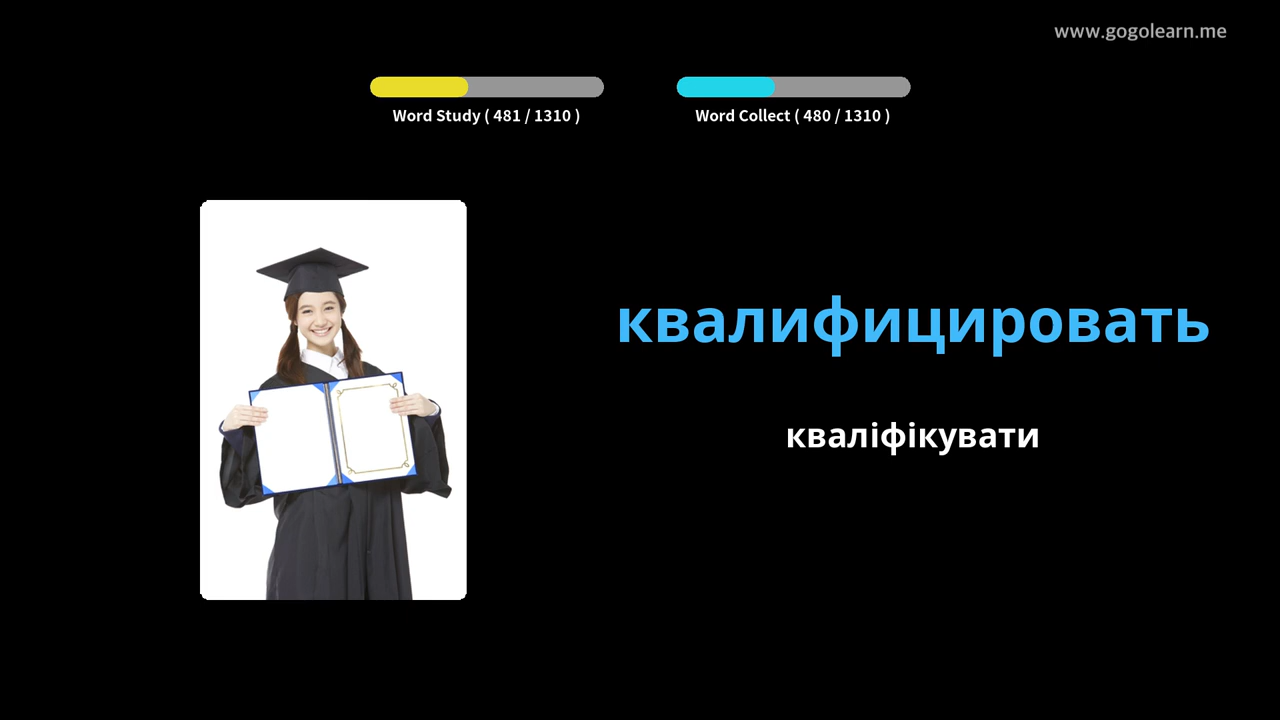 www.gogolearn.me
Word Study ( 481 / 1310 )
Word Collect ( 480 / 1310 )
квалифицировать
кваліфікувати